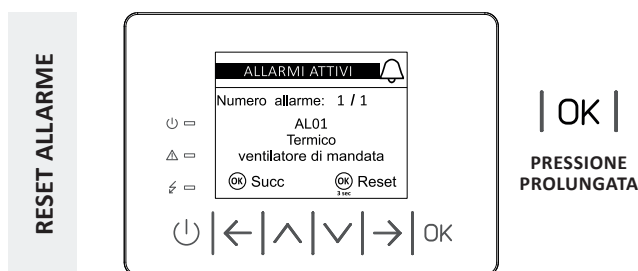 RESET ALLARME
ALLARMI ATTIVI
Numero allarme: 1 / 1
AL01
Termico
ventilatore di mandata
OK Succ OK Reset
3 sec
OK
OK
PRESSIONE
PROLUNGATA